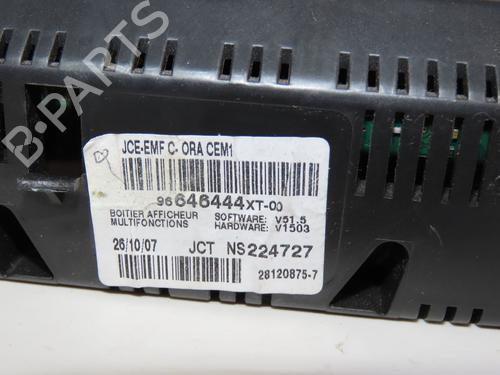 B-PARTS
JCE-EMF C- ORA CEM1
96646444XT-00
BOITIER AFFICHEUR SOFTWARE: V51.5
MULTIFONCTIONS HARDWARE: V1503
26/10/07 JCT NS224727
28120875-7